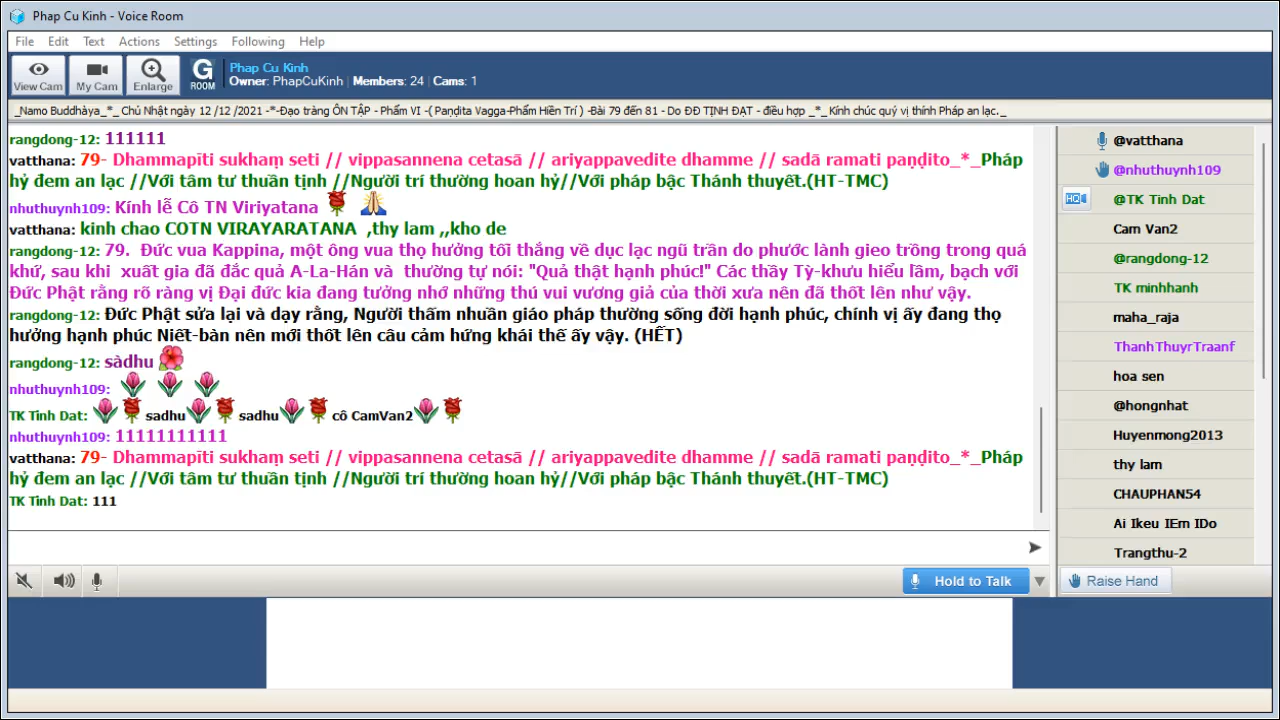 Phap Cu Kinh - Voice Room
File Edit Text Actions Settings Following Help
View Cam My Cam Enlarge G ROOM
Phap Cu Kinh
Owner: PhapCuKinh | Members: 24 | Cams: 1
_Namo Buddhàya_*_ Chủ Nhật ngày 12 /12 /2021 -*-Đạo tràng ÔN TẬP - Phẩm VI -( Paṇḍita Vagga-Phẩm Hiền Trí ) -Bài 79 đến 81 - Do ĐĐ TỊNH ĐẠT - điều hợp _*_Kính chúc quý vị thính Pháp an lạc._
rangdong-12: 111111
vatthana: 79- Dhammapīti sukhaṃ seti // vippasannena cetasā // ariyappavedite dhamme // sadā ramati paṇḍito_*_Pháp
hỷ đem an lạc //Với tâm tư thuần tịnh //Người trí thường hoan hỷ//Với pháp bậc Thánh thuyết.(HT-TMC)
nhuthuynh109: Kính lễ Cô TN Viriyatana
vatthana: kinh chao COTN VIRAYARATANA ,thy lam ,,kho de
rangdong-12: 79. Đức vua Kappina, một ông vua thọ hưởng tối thắng về dục lạc ngũ trần do phước lành gieo trồng trong quá
khứ, sau khi xuất gia đã đắc quả A-La-Hán và thường tự nói: "Quả thật hạnh phúc!" Các thầy Tỳ-khưu hiểu lầm, bạch với
Đức Phật rằng rõ ràng vị Đại đức kia đang tưởng nhớ những thú vui vương giả của thời xưa nên đã thốt lên như vậy.
rangdong-12: Đức Phật sửa lại và dạy rằng, Người thấm nhuần giáo pháp thường sống đời hạnh phúc, chính vị ấy đang thọ
hưởng hạnh phúc Niết-bàn nên mới thốt lên câu cảm hứng khái thế ấy vậy. (HẾT)
rangdong-12: sàdhu
nhuthuynh109:
TK Tinh Dat: sadhu sadhu cô CamVan2
nhuthuynh109: 11111111111
vatthana: 79- Dhammapīti sukhaṃ seti // vippasannena cetasā // ariyappavedite dhamme // sadā ramati paṇḍito_*_Pháp
hỷ đem an lạc //Với tâm tư thuần tịnh //Người trí thường hoan hỷ//Với pháp bậc Thánh thuyết.(HT-TMC)
TK Tinh Dat: 111
Hold to Talk
@vatthana
@nhuthuynh109
HQ @TK Tinh Dat
Cam Van2
@rangdong-12
TK minhhanh
maha_raja
ThanhThuyrTraanf
hoa sen
@hongnhat
Huyenmong2013
thy lam
CHAUPHAN54
Ai Ikeu IEm IDo
Trangthu-2
Raise Hand